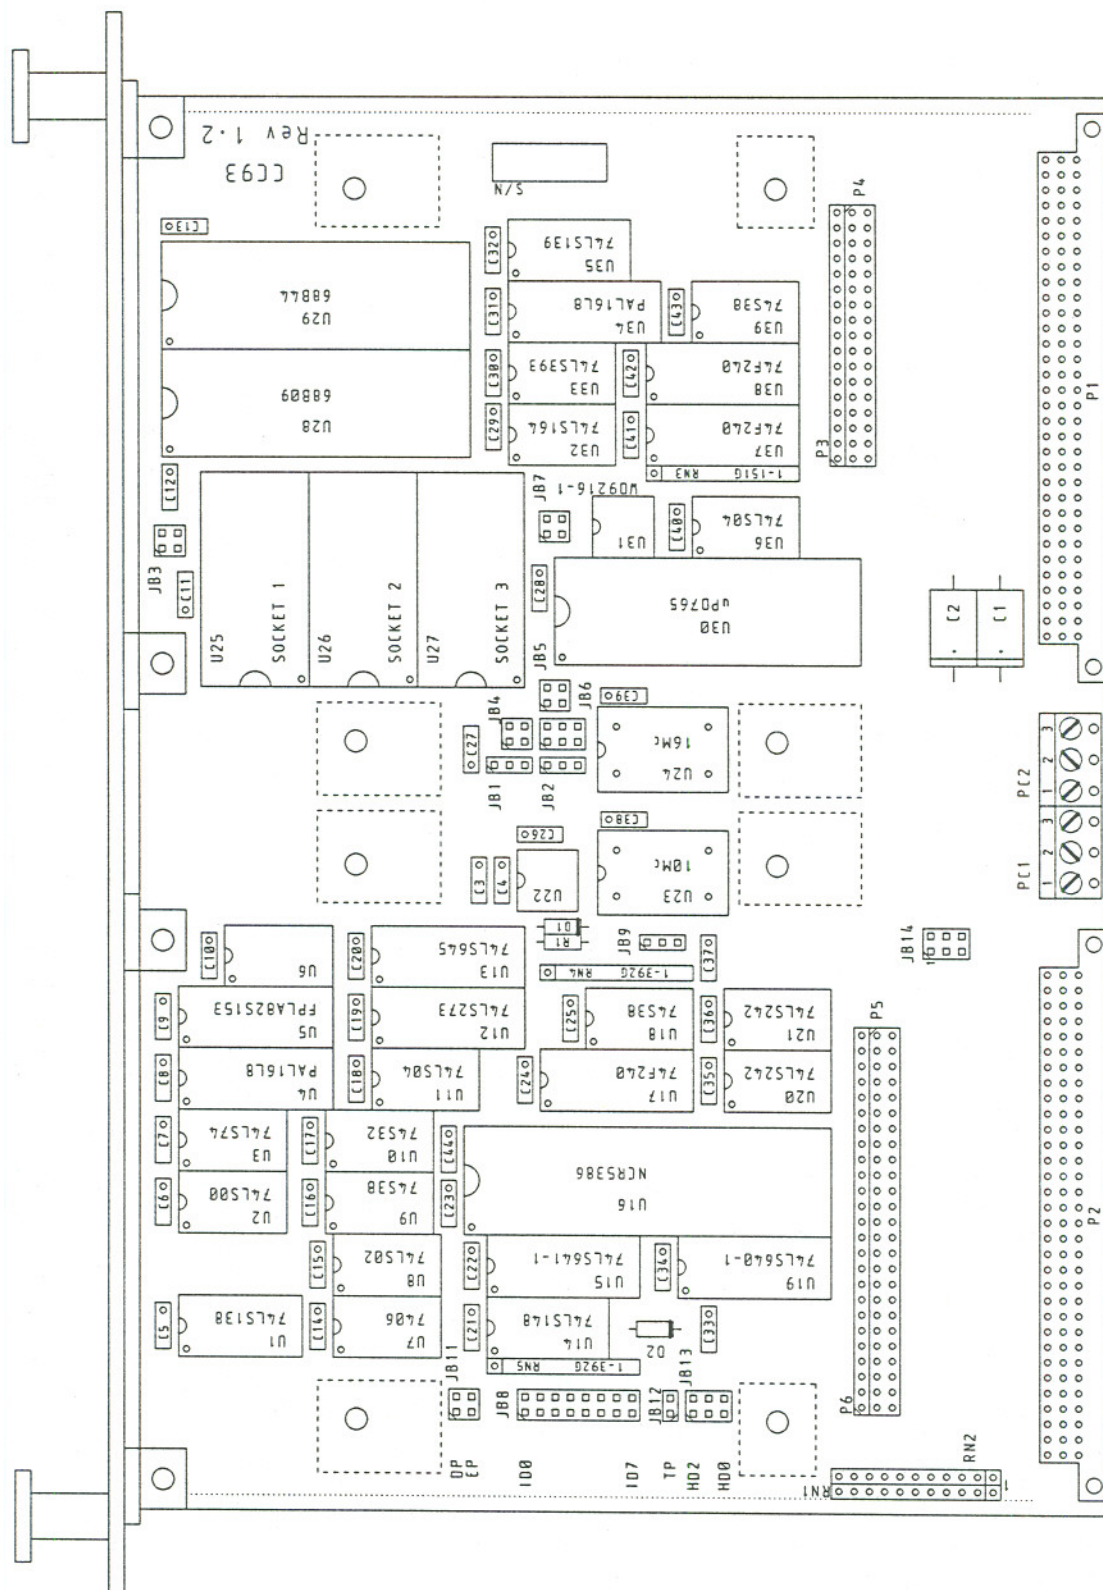 CC93 Rev 1.2
S/N
C13
U29
68B44
U28
68B09
C12
JB3
C11
U25
SOCKET 1
U26
SOCKET 2
U27
SOCKET 3
C32
U35
74LS139
C31
U34
PAL16L8
C30
U33
74LS393
C29
U32
74LS164
C43
U39
74S38
C42
U38
74F240
C41
U37
74F240
RN3 1-151G
P3
P4
P1
JB7
WD9216-1
U31
C40
U36
74LS04
C28
U30
uPD765
C2
C1
JB5
JB6
JB4
C27
JB1
JB2
C39
U24
16Mc
C38
U23
10Mc
C26
C3
C4
U22
D1
R1
JB9
RN4 1-392G
C37
PC2
3
2
1
PC1
3
2
1
JB14
1
C10
U6
C9
U5
FPLA82S153
C8
U4
PAL16L8
C7
U3
74LS74
C6
U2
74LS00
C5
U1
74LS138
C20
U13
74LS645
C19
U12
74LS273
C18
U11
74LS04
C17
U10
74S32
C16
U9
74S38
C15
U8
74LS02
C14
U7
7406
C25
U18
74S38
C24
U17
74F240
C36
U21
74LS242
C35
U20
74LS242
C44
C23
U16
NCR5386
C22
U15
74LS641-1
C21
U14
74LS148
RN5 1-392G
C34
U19
74LS640-1
C33
D2
JB11
DP
EP
JB8
ID0
ID7
JB12
TP
JB13
HD2
HD0
P5
P6
P2
RN1
RN2
1